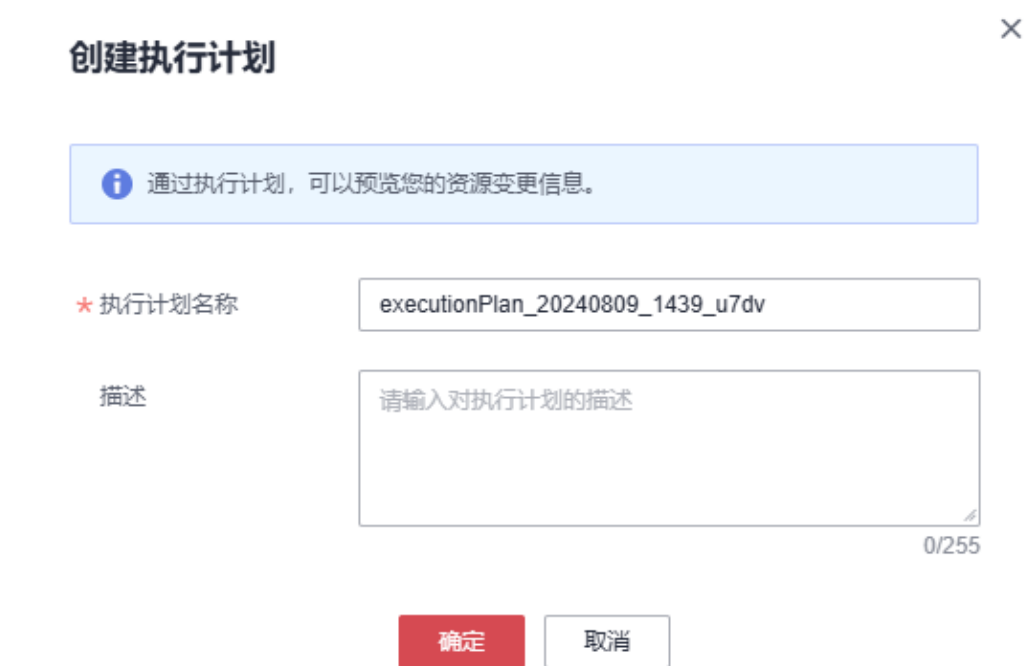 创建执行计划
通过执行计划，可以预览您的资源变更信息。
* 执行计划名称
executionPlan_20240809_1439_u7dv
描述
请输入对执行计划的描述
0/255
确定
取消